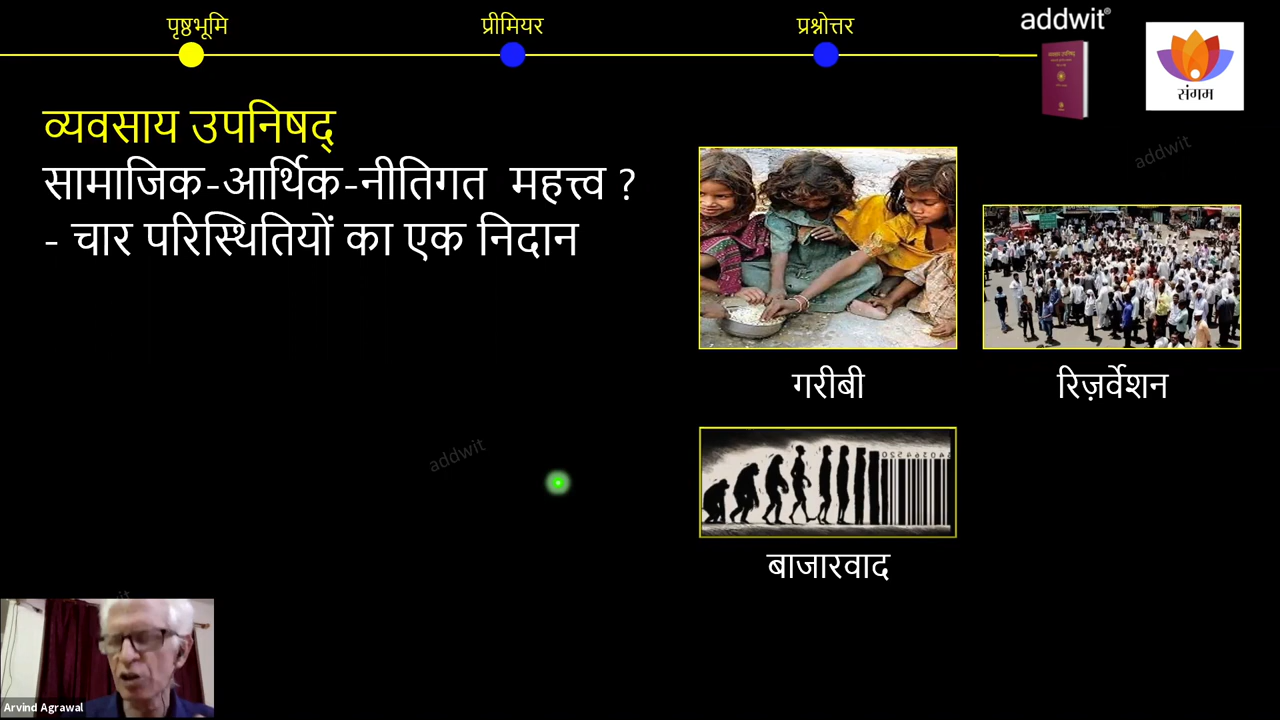 पृष्ठभूमि
प्रीमियर
प्रश्नोत्तर
addwit®
संगम
व्यवसाय उपनिषद्
सामाजिक-आर्थिक-नीतिगत महत्त्व ?
- चार परिस्थितियों का एक निदान
addwit
गरीबी
रिज़र्वेशन
addwit
बाजारवाद
Arvind Agrawal